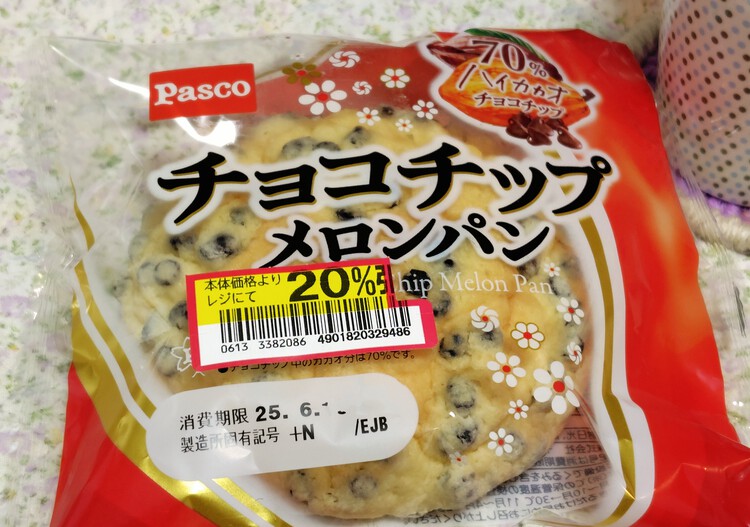 Pasco
70%
ハイカカオ
チョコチップ
チョコチップ
メロンパン
Chip Melon Pan
本体価格より
レジにて
20%引
0613 3382086 4901820329486
●チョコチップ中のカカオ分は70%です。
消費期限 25. 6.
製造所固有記号 +N /EJB